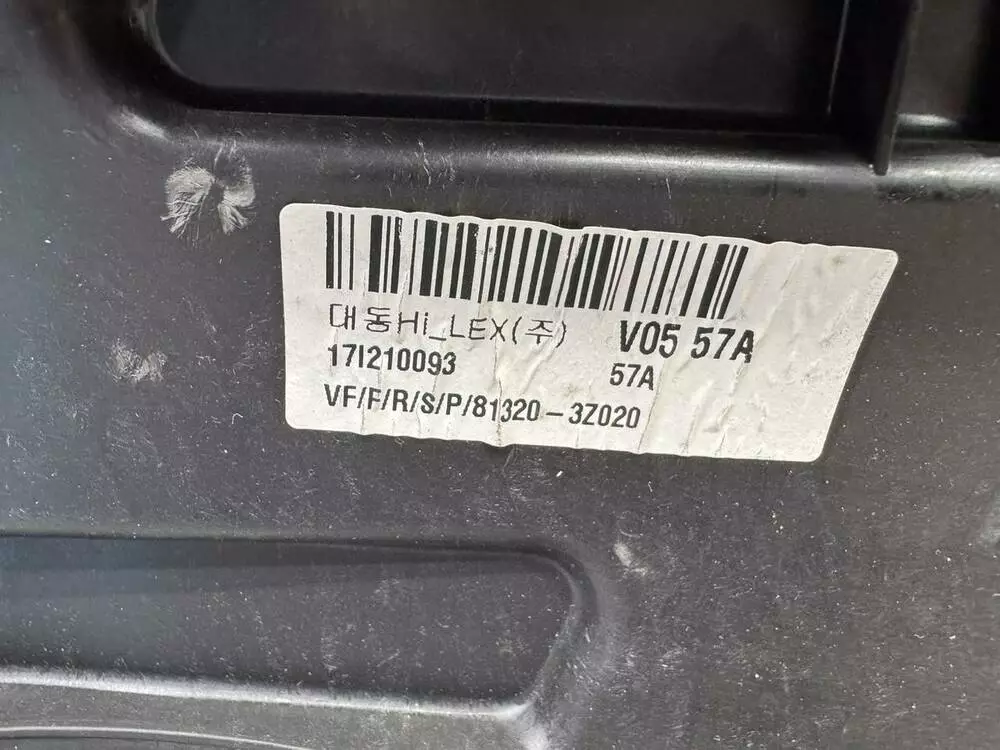 대동Hi_LEX(주) V05 57A
17I210093 57A
VF/F/R/S/P/81320-3Z020